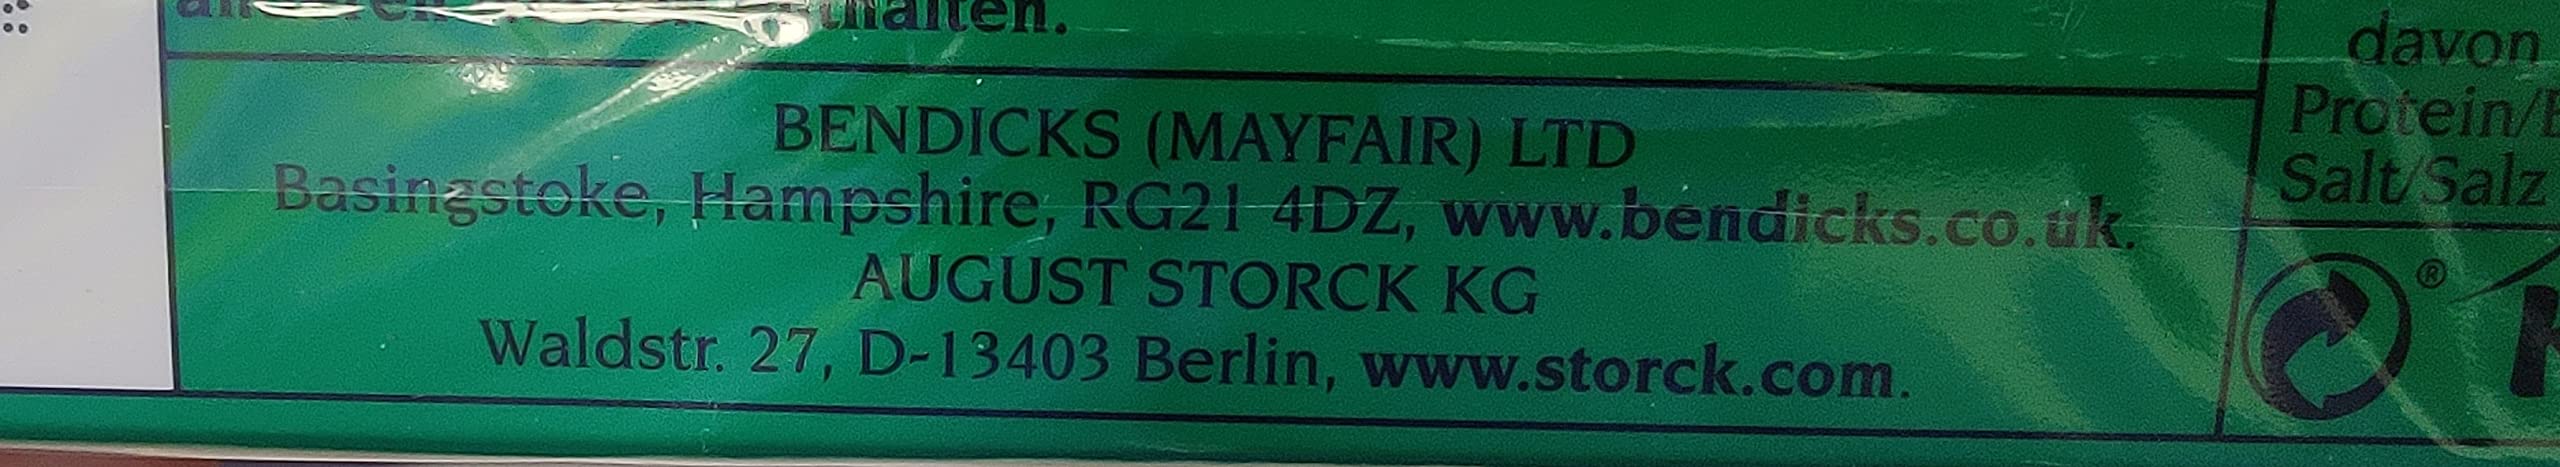 BENDICKS (MAYFAIR) LTD
Basingstoke, Hampshire, RG21 4DZ, www.bendicks.co.uk.
AUGUST STORCK KG
Waldstr. 27, D-13403 Berlin, www.storck.com.
davon
Protein/
Salt/Salz
®